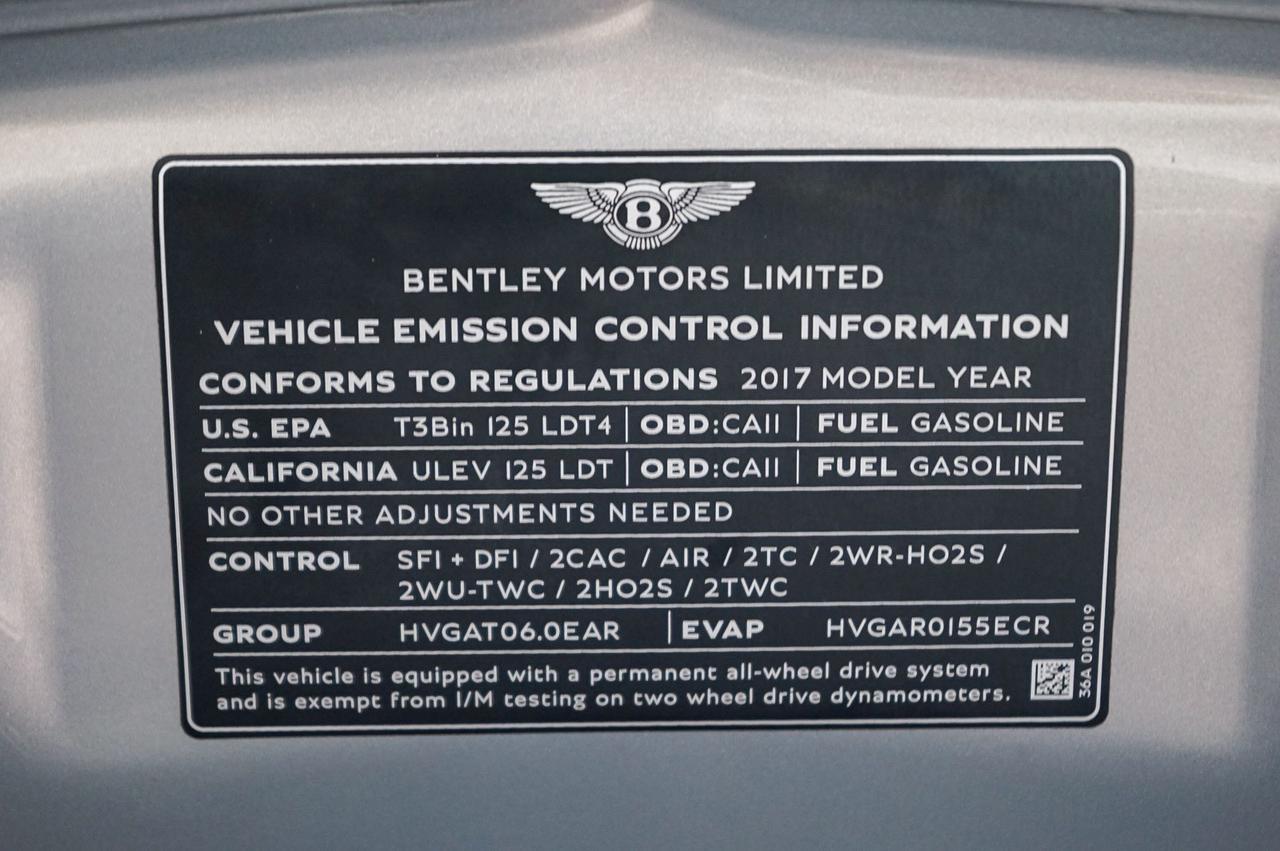 B
BENTLEY MOTORS LIMITED
VEHICLE EMISSION CONTROL INFORMATION
CONFORMS TO REGULATIONS 2017 MODEL YEAR
U.S. EPA T3Bin 125 LDT4 OBD:CAII FUEL GASOLINE
CALIFORNIA ULEV 125 LDT OBD:CAII FUEL GASOLINE
NO OTHER ADJUSTMENTS NEEDED
CONTROL SFI + DFI / 2CAC / AIR / 2TC / 2WR-HO2S /
2WU-TWC / 2HO2S / 2TWC
GROUP HVGAT06.0EAR EVAP HVGAR0155ECR
This vehicle is equipped with a permanent all-wheel drive system
and is exempt from I/M testing on two wheel drive dynamometers.
36A 010 019